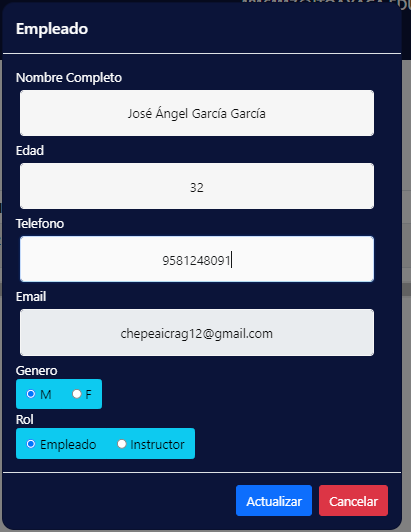 Empleado
Nombre Completo
José Ángel García García
Edad
32
Telefono
9581248091
Email
chepeaicrag12@gmail.com
Genero
M F
Rol
Empleado Instructor
Actualizar Cancelar